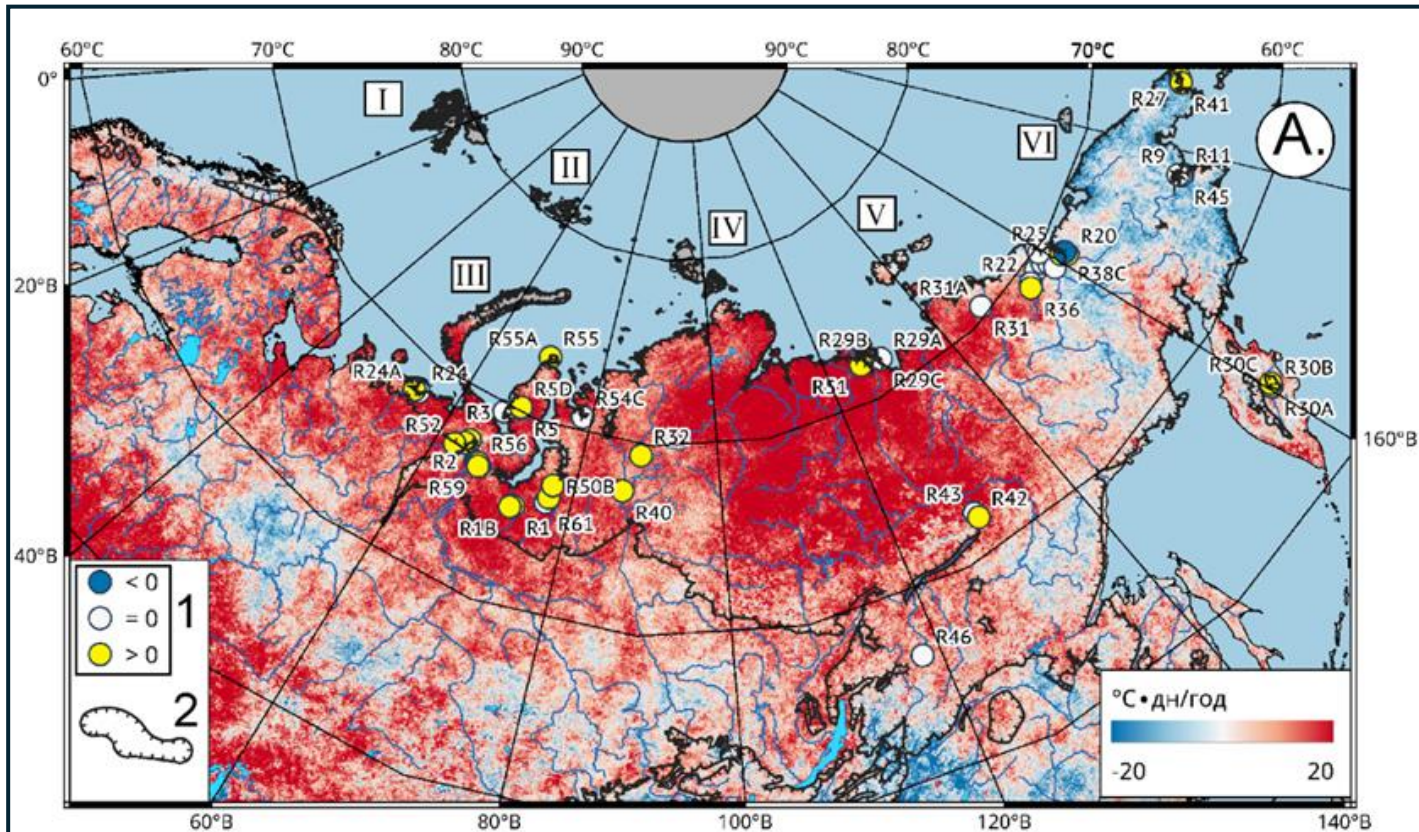 60°C 70°C 80°C 90°C 90°C 80°C 70°C 60°C
0°
I
R27 R41
A.
VI
R9 R11
R45
II
V
IV
R25 R20
R22 R38C
III
R31A
R36
R31
20°B
R55A R55
R29B R29A
R51 R29C
R30C R30B
R30A
R24A R24
R5D
R54C
R3 R5
160°B
R52
R56
R32
R2
R59
R50B
R40
R43 R42
R1B R1 R61
40°B
< 0
= 0 1
> 0
R46
2
°C•дн/год
-20 20
60°B 80°B 100°B 120°B 140°B